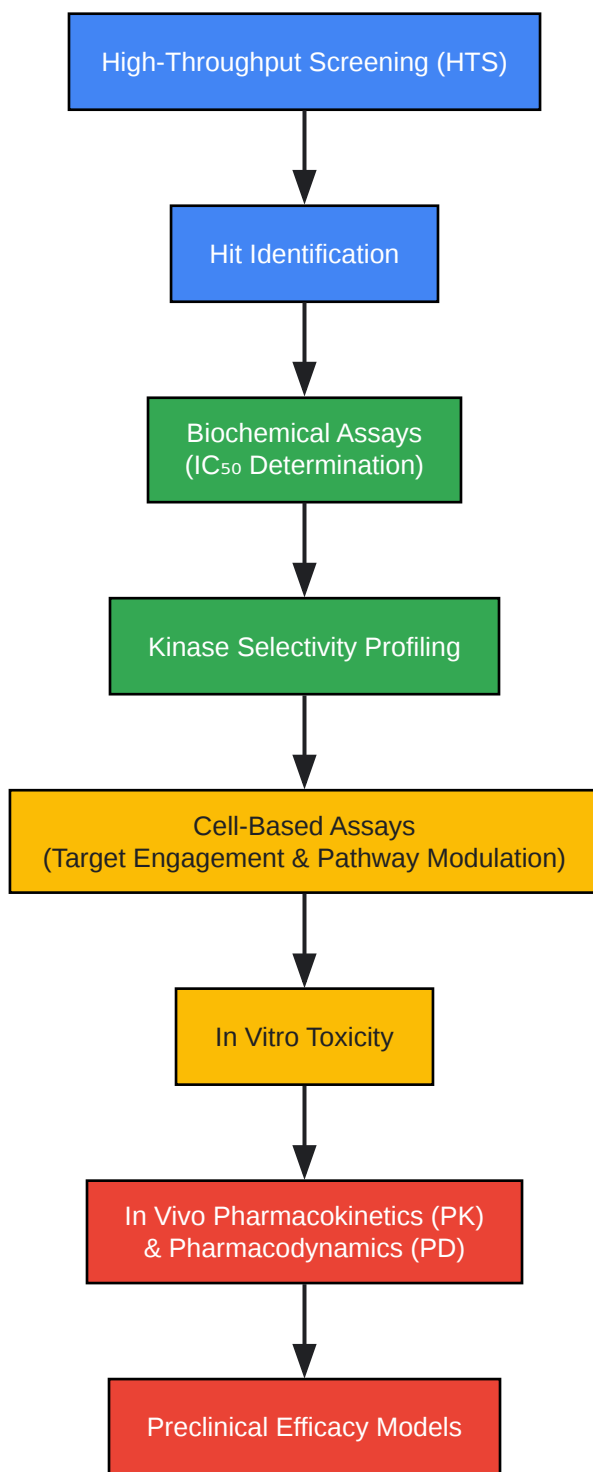 High-Throughput Screening (HTS)
Hit Identification
Biochemical Assays
(IC₅₀ Determination)
Kinase Selectivity Profiling
Cell-Based Assays
(Target Engagement & Pathway Modulation)
In Vitro Toxicity
In Vivo Pharmacokinetics (PK)
& Pharmacodynamics (PD)
Preclinical Efficacy Models